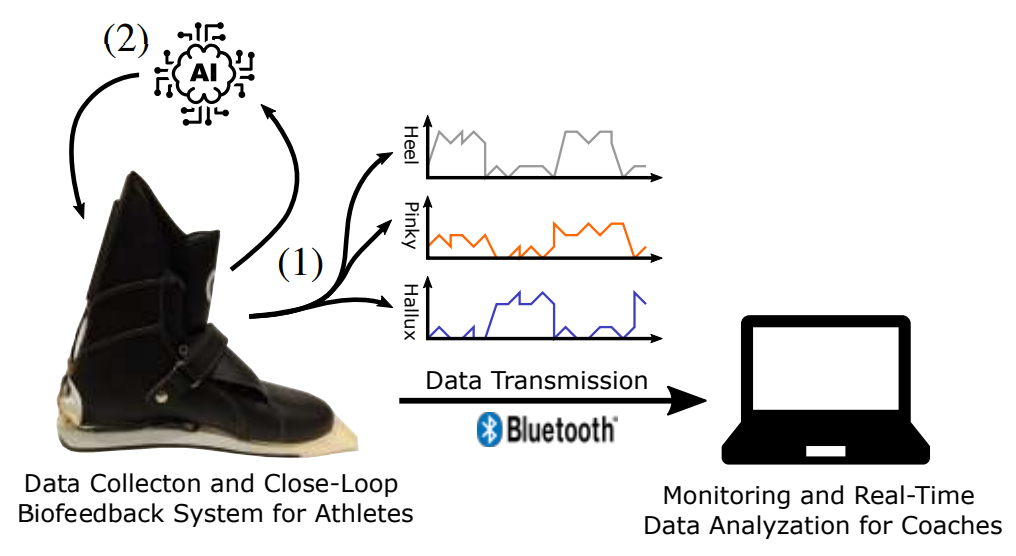 (2)
AI
Heel
Pinky
(1)
Hallux
Data Transmission
Bluetooth
Data Collecton and Close-Loop
Biofeedback System for Athletes
Monitoring and Real-Time
Data Analyzation for Coaches